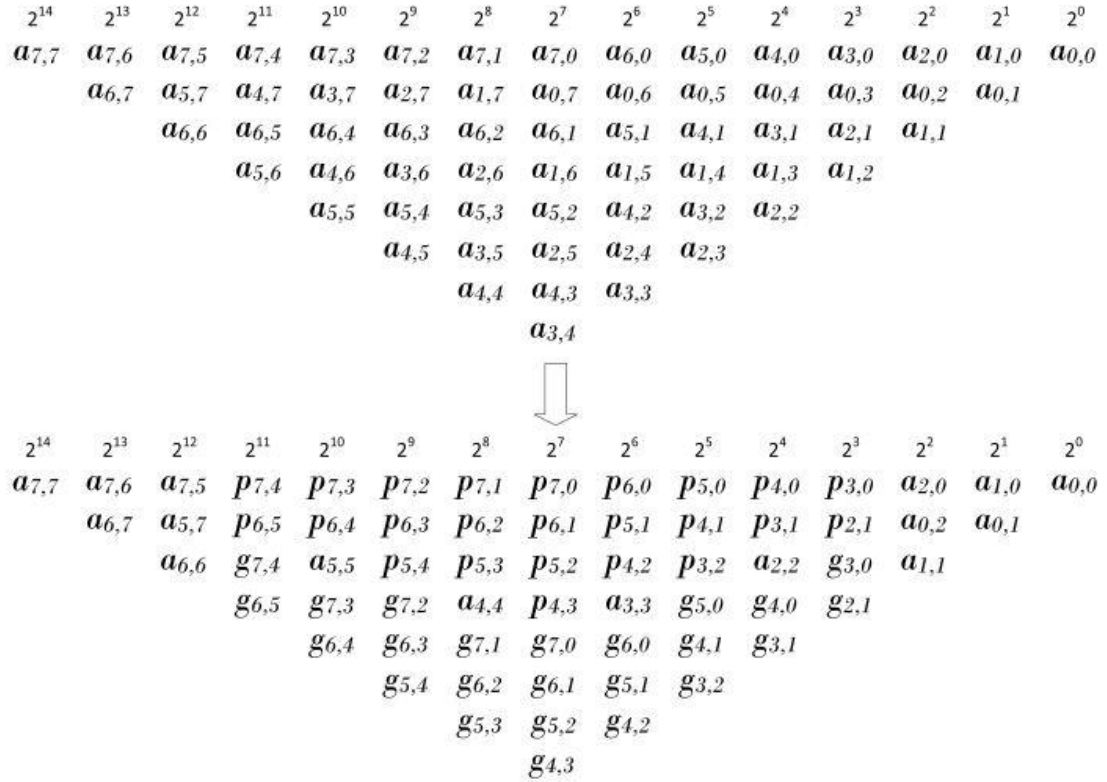 2^14 2^13 2^12 2^11 2^10 2^9 2^8 2^7 2^6 2^5 2^4 2^3 2^2 2^1 2^0
a7,7 a7,6 a7,5 a7,4 a7,3 a7,2 a7,1 a7,0 a6,0 a5,0 a4,0 a3,0 a2,0 a1,0 a0,0
a6,7 a5,7 a4,7 a3,7 a2,7 a1,7 a0,7 a0,6 a0,5 a0,4 a0,3 a0,2 a0,1
a6,6 a6,5 a6,4 a6,3 a6,2 a6,1 a5,1 a4,1 a3,1 a2,1 a1,1
a5,6 a4,6 a3,6 a2,6 a1,6 a1,5 a1,4 a1,3 a1,2
a5,5 a5,4 a5,3 a5,2 a4,2 a3,2 a2,2
a4,5 a3,5 a2,5 a2,4 a2,3
a4,4 a4,3 a3,3
a3,4
2^14 2^13 2^12 2^11 2^10 2^9 2^8 2^7 2^6 2^5 2^4 2^3 2^2 2^1 2^0
a7,7 a7,6 a7,5 p7,4 p7,3 p7,2 p7,1 p7,0 p6,0 p5,0 p4,0 p3,0 a2,0 a1,0 a0,0
a6,7 a5,7 p6,5 p6,4 p6,3 p6,2 p6,1 p5,1 p4,1 p3,1 p2,1 a0,2 a0,1
a6,6 g7,4 a5,5 p5,4 p5,3 p5,2 p4,2 p3,2 a2,2 g3,0 a1,1
g6,5 g7,3 g7,2 a4,4 p4,3 a3,3 g5,0 g4,0 g2,1
g6,4 g6,3 g7,1 g7,0 g6,0 g4,1 g3,1
g5,4 g6,2 g6,1 g5,1 g3,2
g5,3 g5,2 g4,2
g4,3